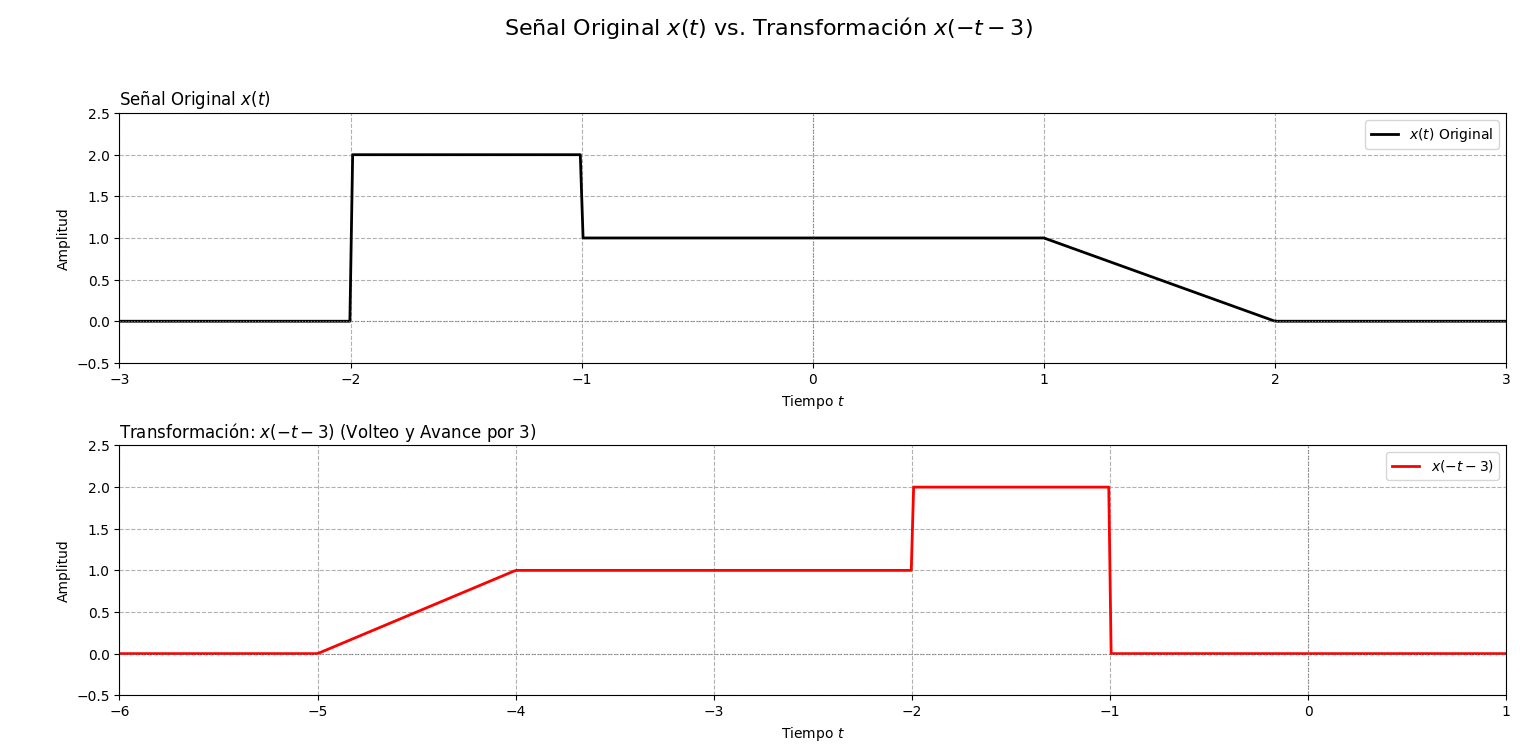 Señal Original x(t) vs. Transformación x(−t − 3)
Señal Original x(t)
2.5
2.0
1.5
1.0
0.5
0.0
−0.5
Amplitud
x(t) Original
−3 −2 −1 0 1 2 3
Tiempo t
Transformación: x(−t − 3) (Volteo y Avance por 3)
2.5
2.0
1.5
1.0
0.5
0.0
−0.5
Amplitud
x(−t − 3)
−6 −5 −4 −3 −2 −1 0 1
Tiempo t